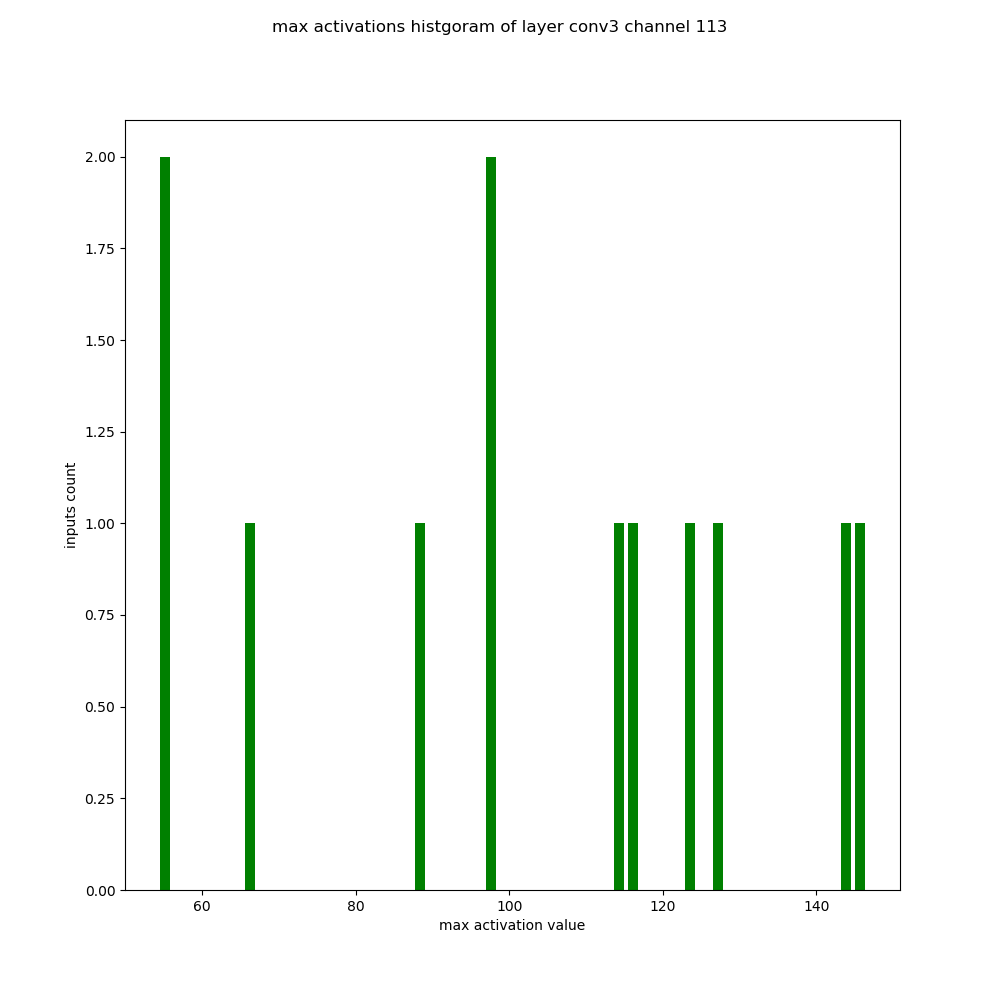 max activations histgoram of layer conv3 channel 113
2.00
1.75
1.50
1.25
1.00
0.75
0.50
0.25
0.00
inputs count
60 80 100 120 140
max activation value